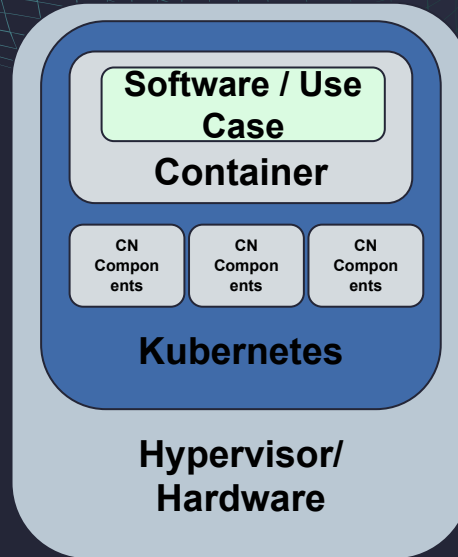 Software / Use
Case
Container
CN
Compon
ents
CN
Compon
ents
CN
Compon
ents
Kubernetes
Hypervisor/
Hardware